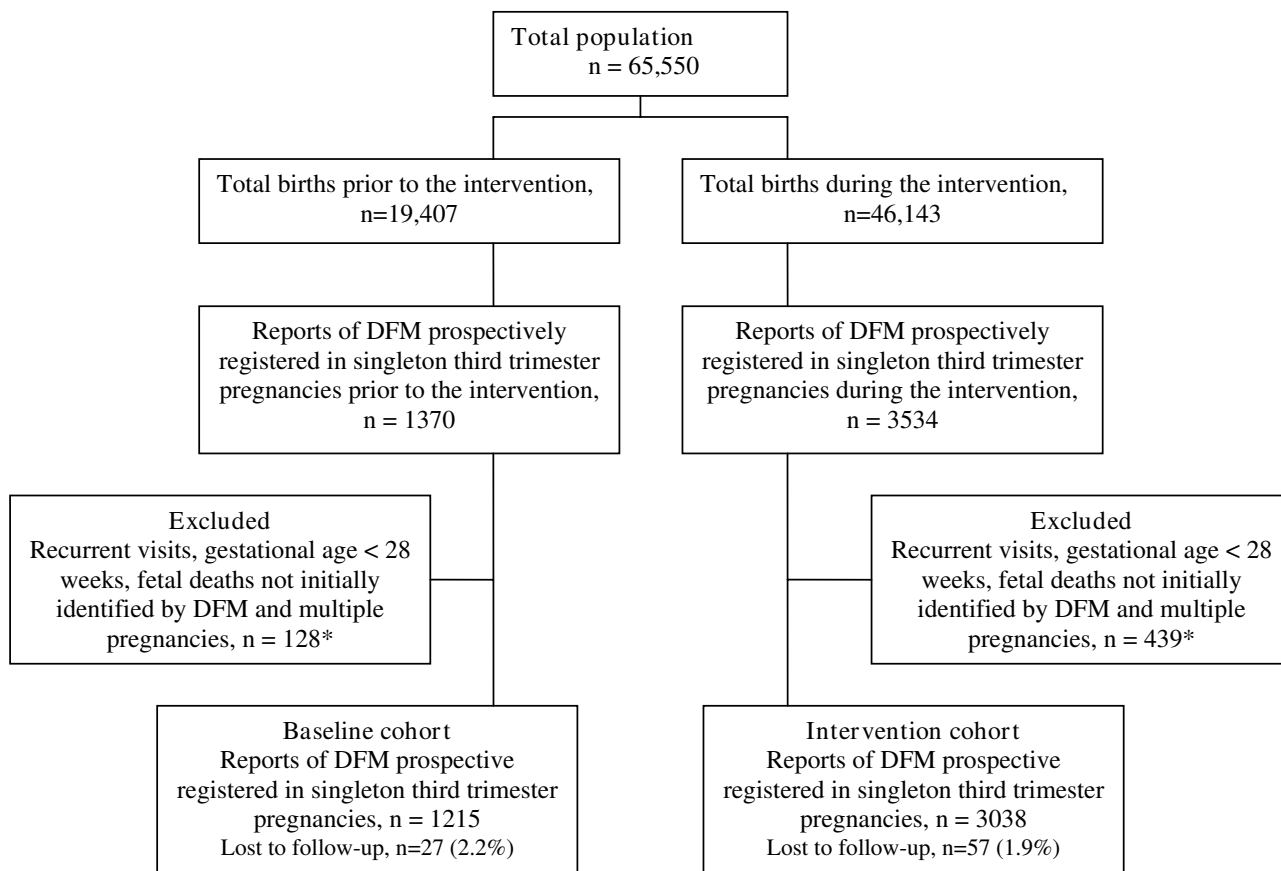 Total population
n = 65,550
Total births prior to the intervention,
n=19,407
Total births during the intervention,
n=46,143
Reports of DFM prospectively
registered in singleton third trimester
pregnancies prior to the intervention,
n = 1370
Reports of DFM prospectively
registered in singleton third trimester
pregnancies during the intervention,
n = 3534
Excluded
Recurrent visits, gestational age < 28
weeks, fetal deaths not initially
identified by DFM and multiple
pregnancies, n = 128*
Excluded
Recurrent visits, gestational age < 28
weeks, fetal deaths not initially
identified by DFM and multiple
pregnancies, n = 439*
Baseline cohort
Reports of DFM prospective
registered in singleton third trimester
pregnancies, n = 1215
Lost to follow-up, n=27 (2.2%)
Intervention cohort
Reports of DFM prospective
registered in singleton third trimester
pregnancies, n = 3038
Lost to follow-up, n=57 (1.9%)